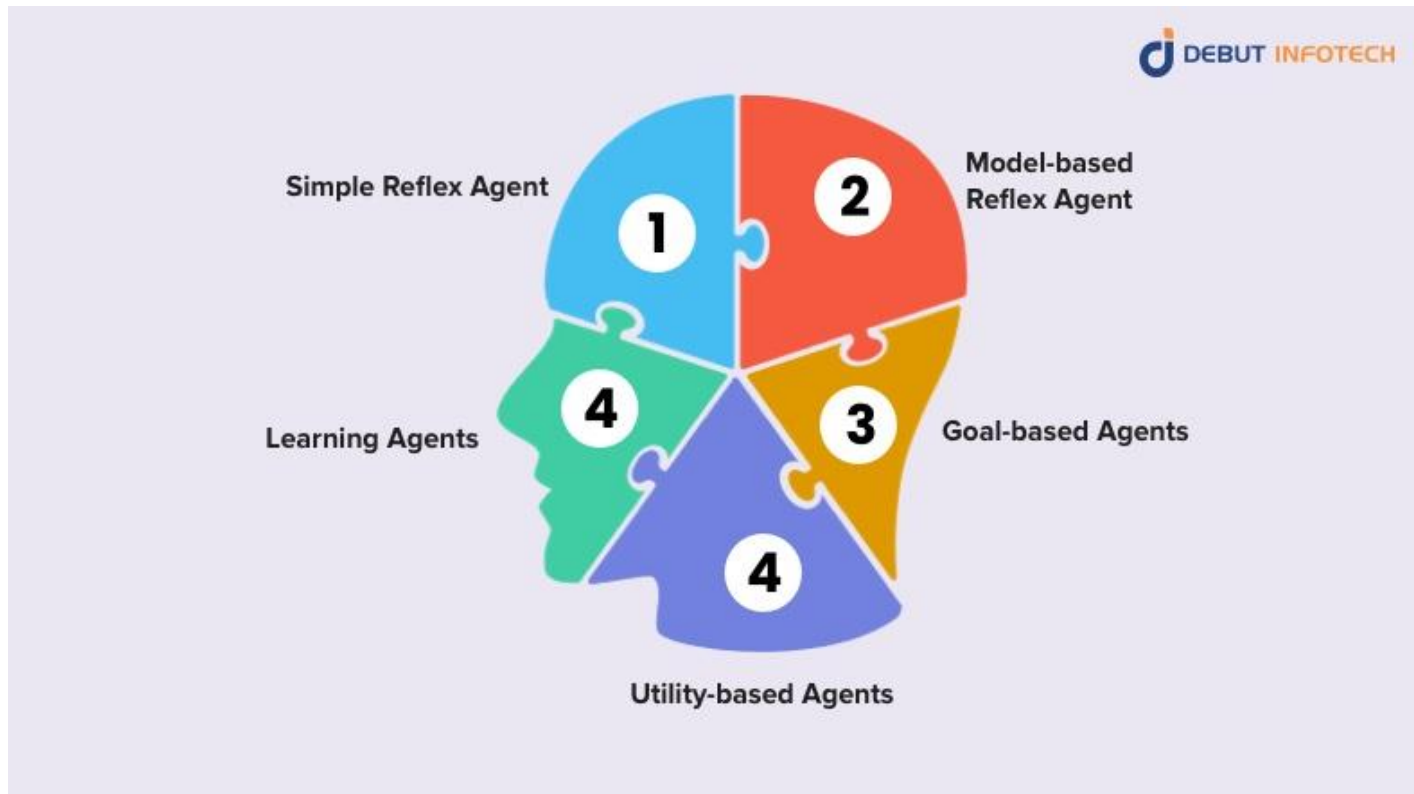 DEBUT INFOTECH
Simple Reflex Agent
1
2
Model-based
Reflex Agent
Learning Agents
4
3
Goal-based Agents
4
Utility-based Agents